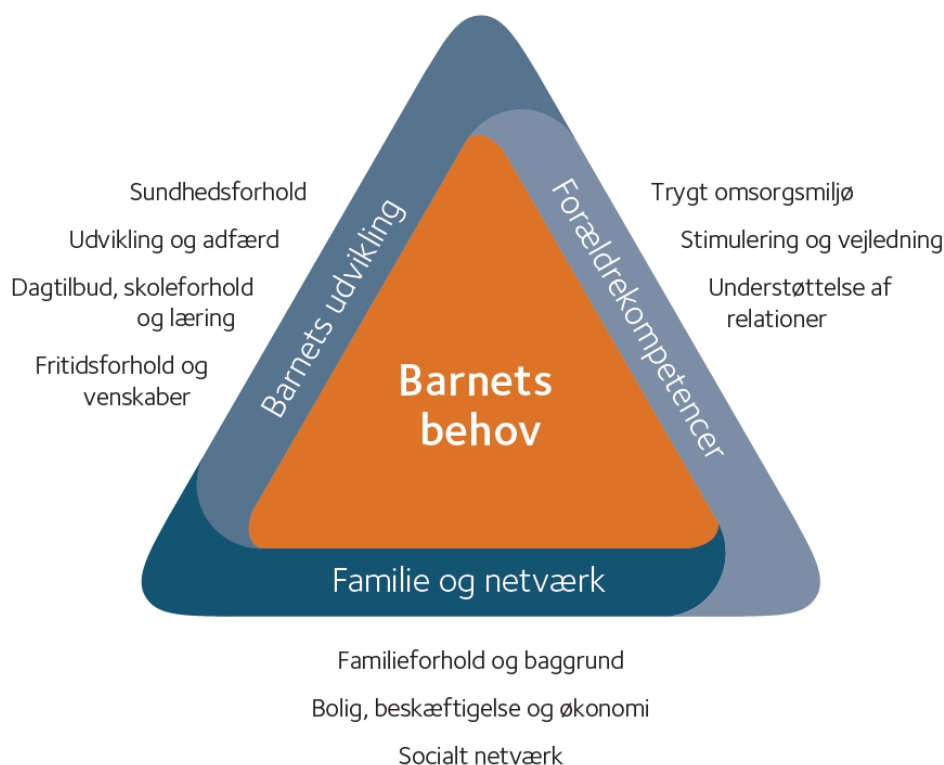 Sundhedsforhold
Udvikling og adfærd
Dagtilbud, skoleforhold
og læring
Fritidsforhold og
venskaber
Barnets udvikling
Barnets
behov
Forældrekompetencer
Trygt omsorgsmiljø
Stimulering og vejledning
Understøttelse af
relationer
Familie og netværk
Familieforhold og baggrund
Bolig, beskæftigelse og økonomi
Socialt netværk